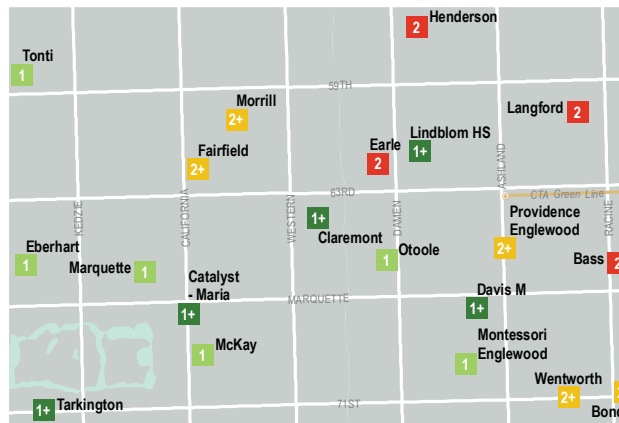 Henderson
2
Tonti
1
59TH
Morrill
2+
Langford
2
Fairfield
2+
Earle
2
Lindblom HS
1+
ASHLAND
63RD
CTA Green Line
KEDZIE
CALIFORNIA
WESTERN
DAMEN
RACINE
1+
Claremont
Providence
Englewood
2+
Eberhart
1
Marquette
1
Otoole
1
Bass
2
Catalyst
- Maria
1+
MARQUETTE
Davis M
1+
McKay
1
Montessori
Englewood
1
Wentworth
2+
1+
Tarkington
71ST